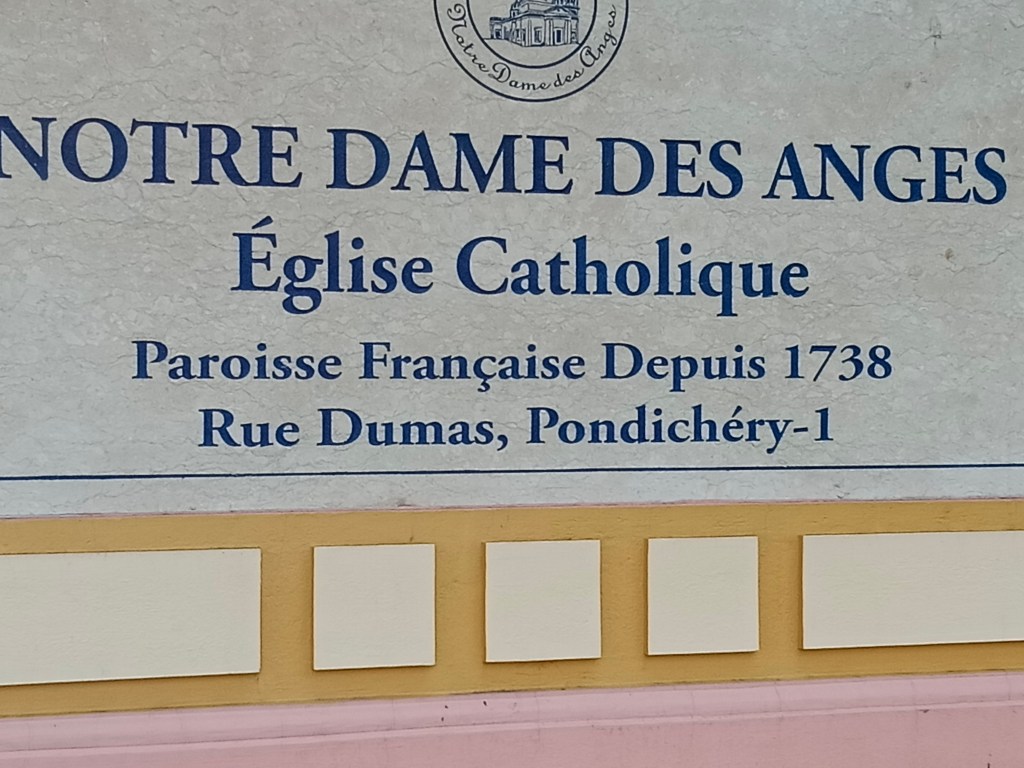 Notre Dame des Anges
NOTRE DAME DES ANGES
Église Catholique
Paroisse Française Depuis 1738
Rue Dumas, Pondichéry-1